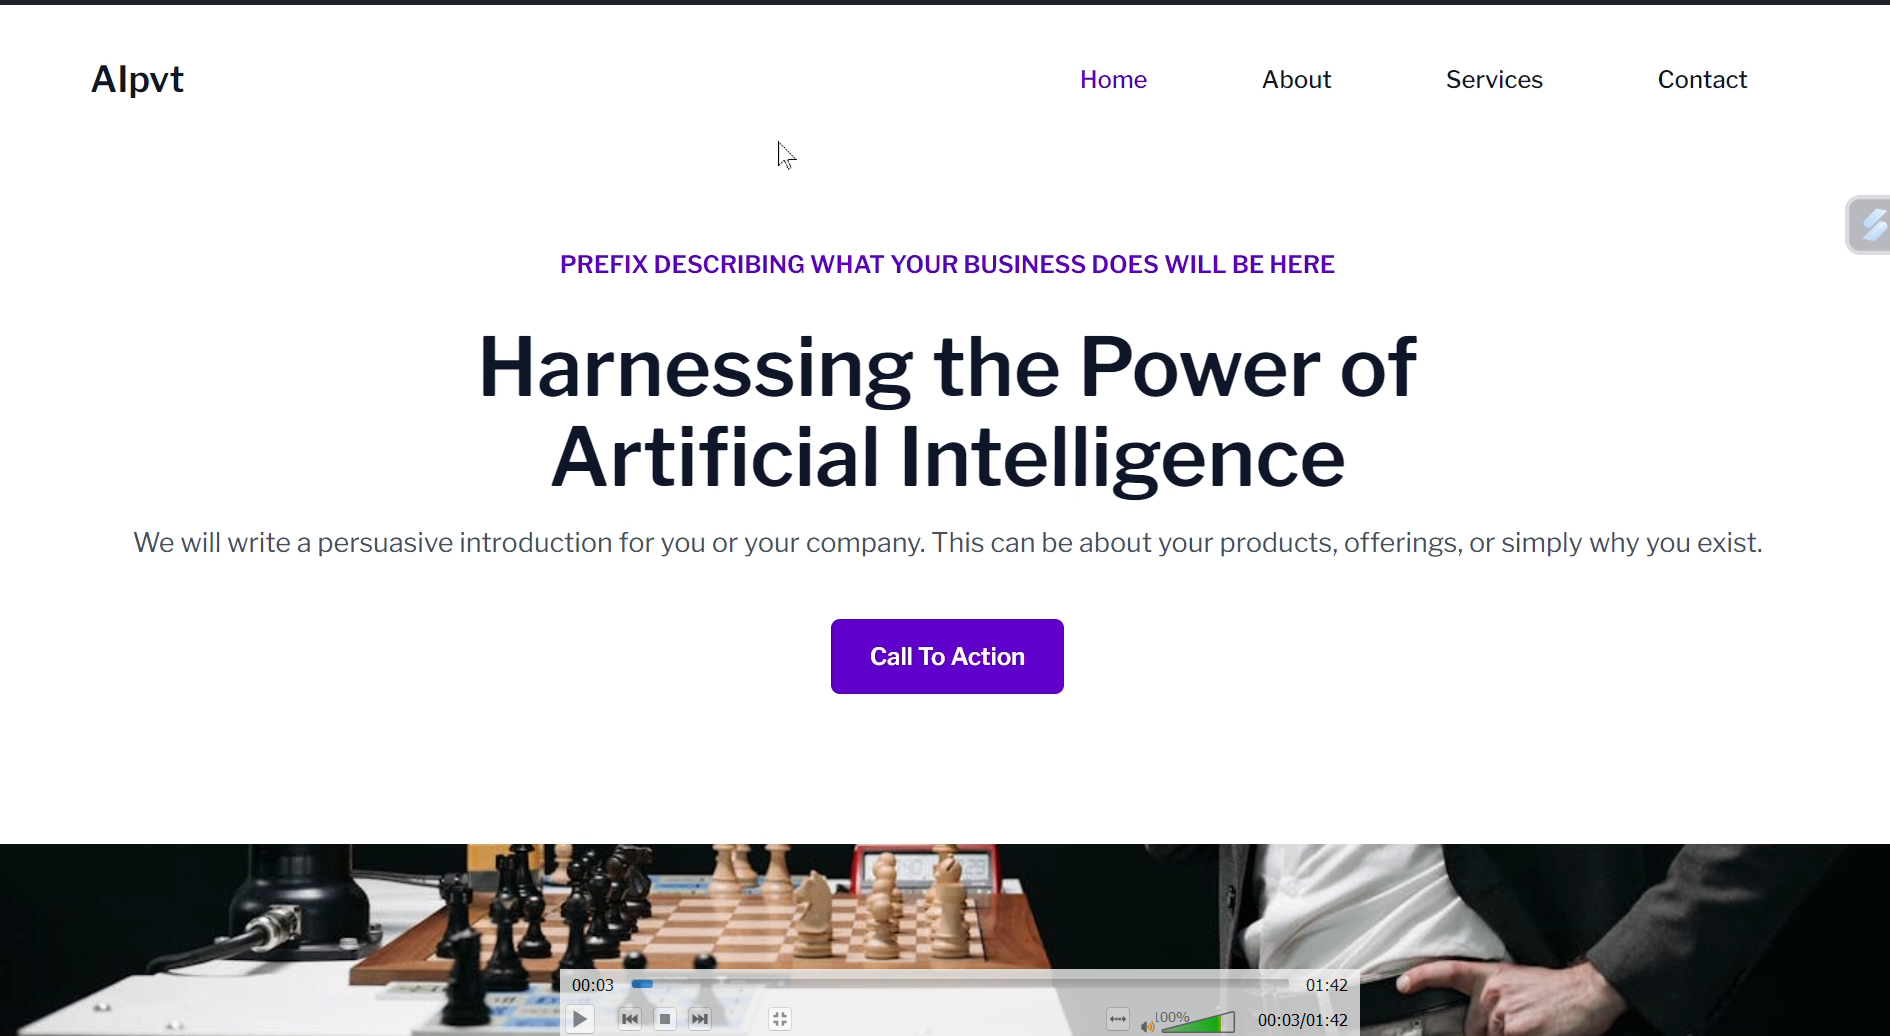 AIpvt
Home About Services Contact
PREFIX DESCRIBING WHAT YOUR BUSINESS DOES WILL BE HERE
Harnessing the Power of
Artificial Intelligence
We will write a persuasive introduction for you or your company. This can be about your products, offerings, or simply why you exist.
Call To Action
00:03 01:42
100% 00:03/01:42